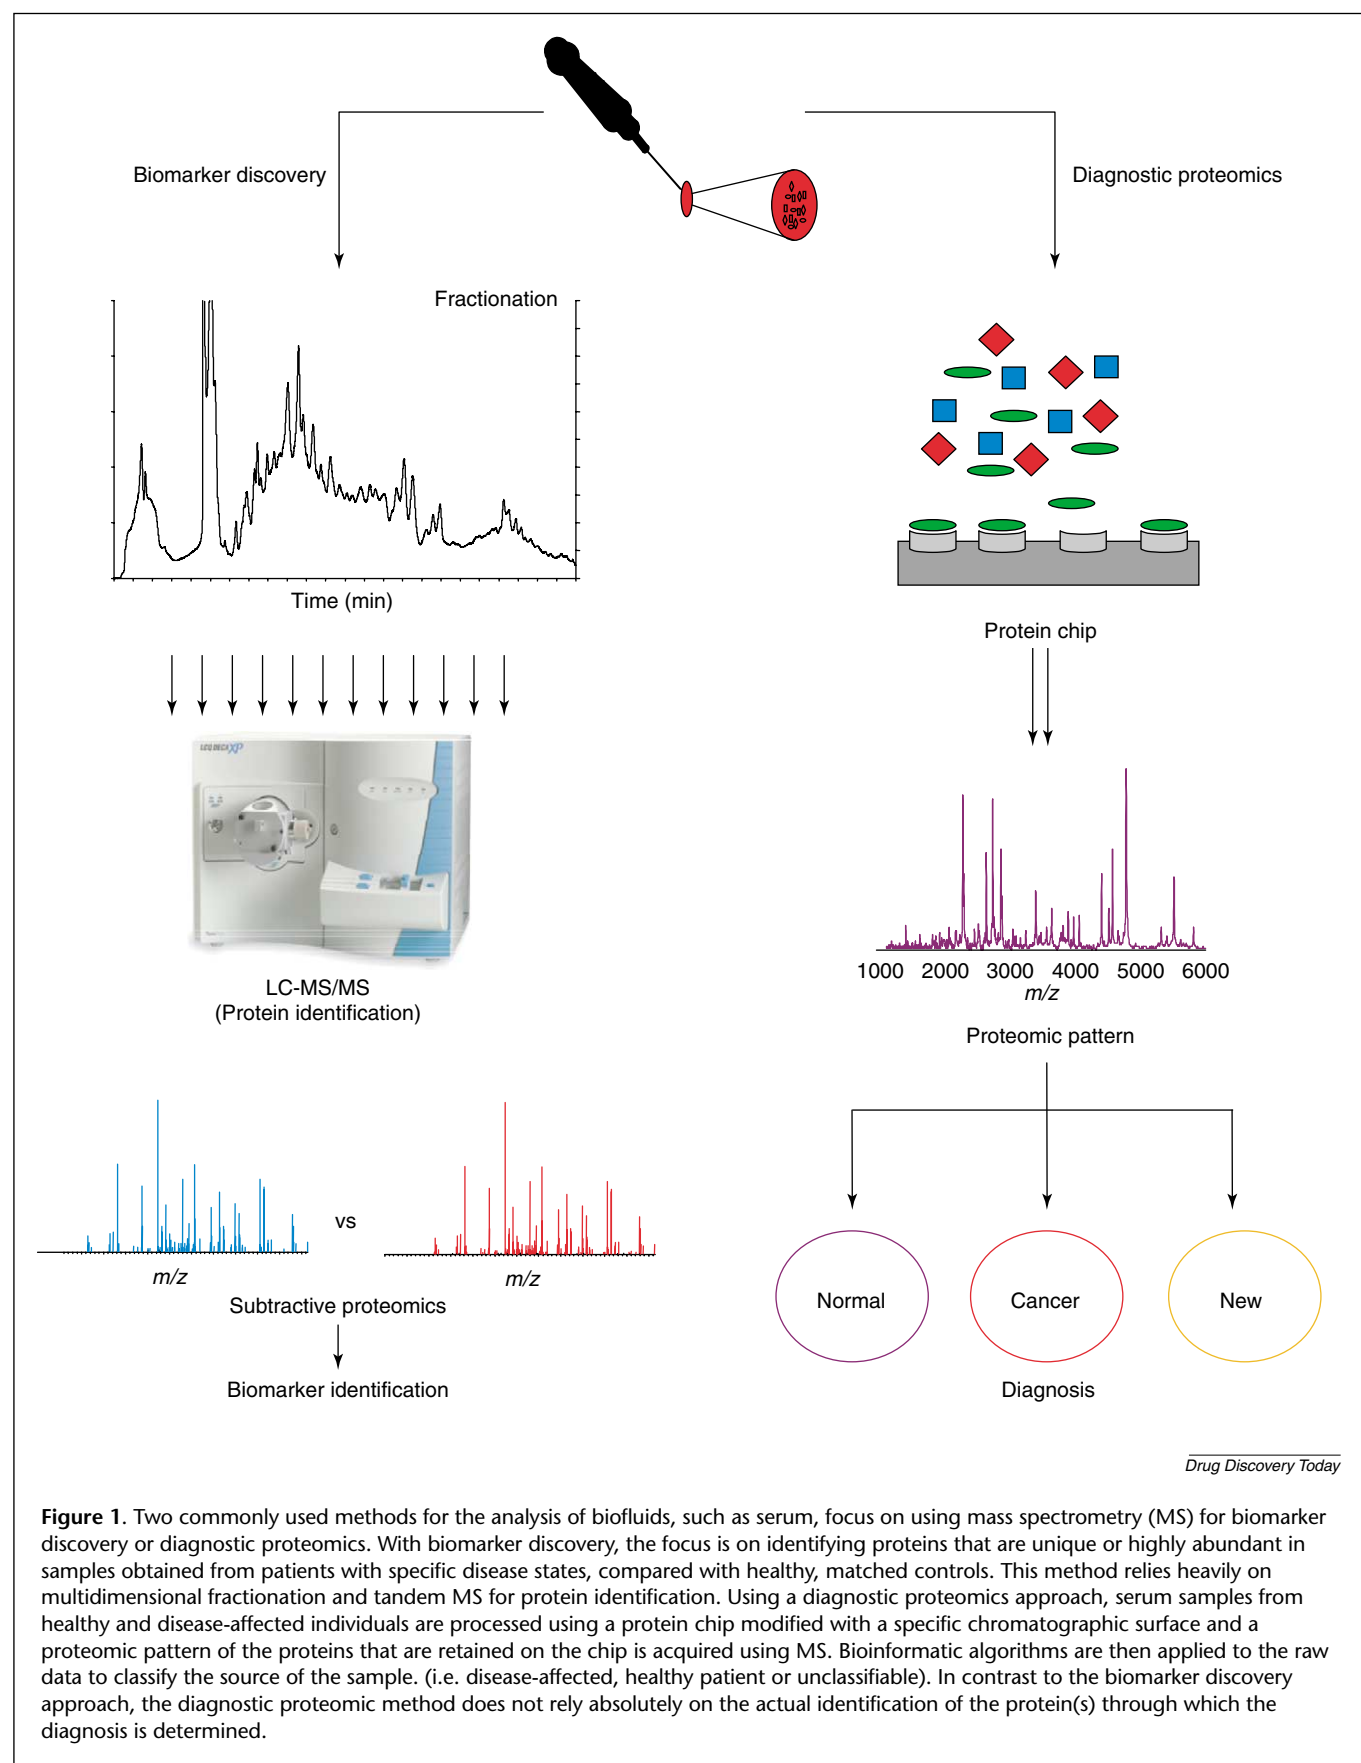 Biomarker discovery
Diagnostic proteomics
Fractionation
Time (min)
LCQ DECA XP
LC-MS/MS
(Protein identification)
vs
m/z
m/z
Subtractive proteomics
Biomarker identification
Protein chip
1000 2000 3000 4000 5000 6000
m/z
Proteomic pattern
Normal
Cancer
New
Diagnosis
Drug Discovery Today
Figure 1. Two commonly used methods for the analysis of biofluids, such as serum, focus on using mass spectrometry (MS) for biomarker
discovery or diagnostic proteomics. With biomarker discovery, the focus is on identifying proteins that are unique or highly abundant in
samples obtained from patients with specific disease states, compared with healthy, matched controls. This method relies heavily on
multidimensional fractionation and tandem MS for protein identification. Using a diagnostic proteomics approach, serum samples from
healthy and disease-affected individuals are processed using a protein chip modified with a specific chromatographic surface and a
proteomic pattern of the proteins that are retained on the chip is acquired using MS. Bioinformatic algorithms are then applied to the raw
data to classify the source of the sample. (i.e. disease-affected, healthy patient or unclassifiable). In contrast to the biomarker discovery
approach, the diagnostic proteomic method does not rely absolutely on the actual identification of the protein(s) through which the
diagnosis is determined.